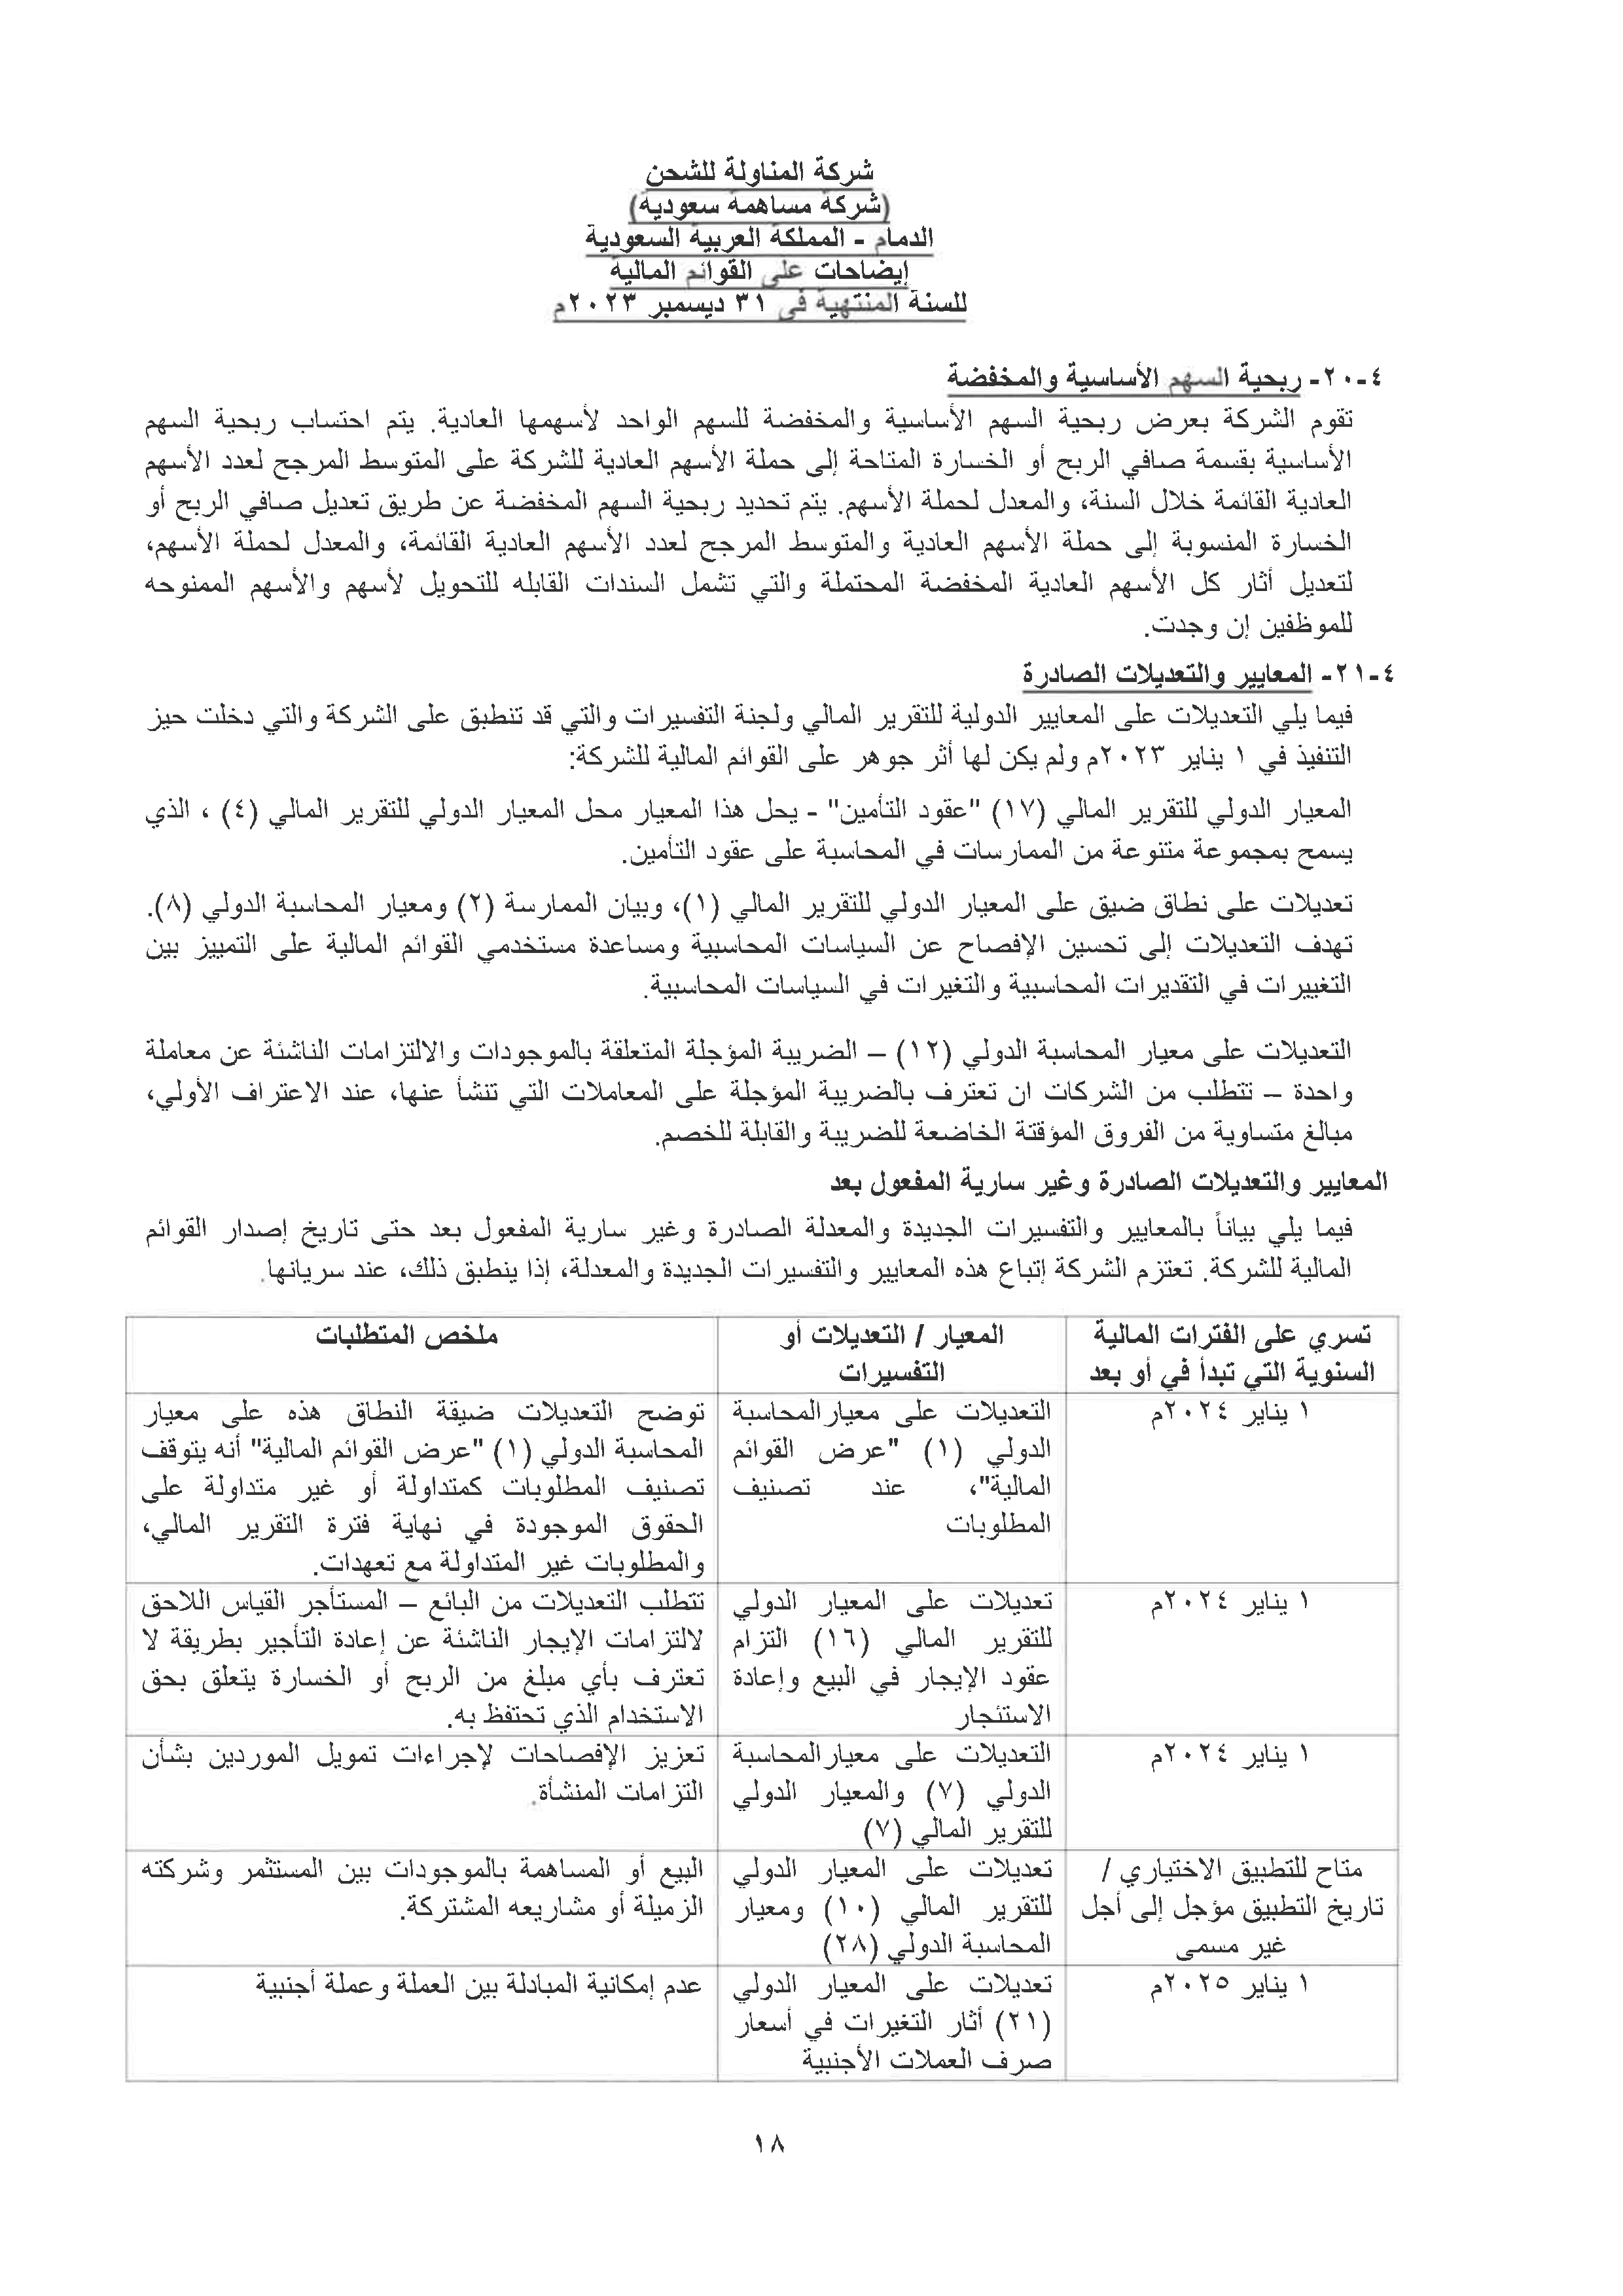 شركة المناولة للشحن
(شركة مساهمة سعودية)
الدمام - المملكة العربية السعودية
إيضاحات على القوائم المالية
للسنة المنتهية في ٣١ ديسمبر ٢٠٢٣م
٤-٢٠- ربحية السهم الأساسية والمخفضة
تقوم الشركة بعرض ربحية السهم الأساسية والمخفضة للسهم الواحد لأسهمها العادية. يتم احتساب ربحية السهم
الأساسية بقسمة صافي الربح أو الخسارة المتاحة إلى حملة الأسهم العادية للشركة على المتوسط المرجح لعدد الأسهم
العادية القائمة خلال السنة، والمعدل لحملة الأسهم. يتم تحديد ربحية السهم المخفضة عن طريق تعديل صافي الربح أو
الخسارة المنسوبة إلى حملة الأسهم العادية والمتوسط المرجح لعدد الأسهم العادية القائمة، والمعدل لحملة الأسهم،
لتعديل أثار كل الأسهم العادية المخفضة المحتملة والتي تشمل السندات القابله للتحويل لأسهم والأسهم الممنوحه
للموظفين إن وجدت.
٤-٢١- المعايير والتعديلات الصادرة
فيما يلي التعديلات على المعايير الدولية للتقرير المالي ولجنة التفسيرات والتي قد تنطبق على الشركة والتي دخلت حيز
التنفيذ في ١ يناير ٢٠٢٣م ولم يكن لها أثر جوهر على القوائم المالية للشركة:
المعيار الدولي للتقرير المالي (١٧) "عقود التأمين" - يحل هذا المعيار محل المعيار الدولي للتقرير المالي (٤) ، الذي
يسمح بمجموعة متنوعة من الممارسات في المحاسبة على عقود التأمين.
تعديلات على نطاق ضيق على المعيار الدولي للتقرير المالي (١)، وبيان الممارسة (٢) ومعيار المحاسبة الدولي (٨).
تهدف التعديلات إلى تحسين الإفصاح عن السياسات المحاسبية ومساعدة مستخدمي القوائم المالية على التمييز بين
التغييرات في التقديرات المحاسبية والتغيرات في السياسات المحاسبية.
التعديلات على معيار المحاسبة الدولي (١٢) – الضريبة المؤجلة المتعلقة بالموجودات والالتزامات الناشئة عن معاملة
واحدة – تتطلب من الشركات ان تعترف بالضريبة المؤجلة على المعاملات التي تنشأ عنها، عند الاعتراف الأولي،
مبالغ متساوية من الفروق المؤقتة الخاضعة للضريبة والقابلة للخصم.
المعايير والتعديلات الصادرة وغير سارية المفعول بعد
فيما يلي بياناً بالمعايير والتفسيرات الجديدة والمعدلة الصادرة وغير سارية المفعول بعد حتى تاريخ إصدار القوائم
المالية للشركة. تعتزم الشركة إتباع هذه المعايير والتفسيرات الجديدة والمعدلة، إذا ينطبق ذلك، عند سريانها.
تسري على الفترات المالية
السنوية التي تبدأ في أو بعد
المعيار / التعديلات أو
التفسيرات
ملخص المتطلبات
١ يناير ٢٠٢٤م
التعديلات على معيارالمحاسبة
الدولي (١) "عرض القوائم
المالية"، عند تصنيف
المطلوبات
توضح التعديلات ضيقة النطاق هذه على معيار
المحاسبة الدولي (١) "عرض القوائم المالية" أنه يتوقف
تصنيف المطلوبات كمتداولة أو غير متداولة على
الحقوق الموجودة في نهاية فترة التقرير المالي،
والمطلوبات غير المتداولة مع تعهدات.
١ يناير ٢٠٢٤م
تعديلات على المعيار الدولي
للتقرير المالي (١٦) التزام
عقود الإيجار في البيع وإعادة
الاستئجار
تتطلب التعديلات من البائع – المستأجر القياس اللاحق
لالتزامات الإيجار الناشئة عن إعادة التأجير بطريقة لا
تعترف بأي مبلغ من الربح أو الخسارة يتعلق بحق
الاستخدام الذي تحتفظ به.
١ يناير ٢٠٢٤م
التعديلات على معيارالمحاسبة
الدولي (٧) والمعيار الدولي
للتقرير المالي (٧)
تعزيز الإفصاحات لإجراءات تمويل الموردين بشأن
التزامات المنشأة.
متاح للتطبيق الاختياري /
تاريخ التطبيق مؤجل إلى أجل
غير مسمى
تعديلات على المعيار الدولي
للتقرير المالي (١٠) ومعيار
المحاسبة الدولي (٢٨)
البيع أو المساهمة بالموجودات بين المستثمر وشركته
الزميلة أو مشاريعه المشتركة.
١ يناير ٢٠٢٥م
تعديلات على المعيار الدولي
(٢١) أثار التغيرات في أسعار
صرف العملات الأجنبية
عدم إمكانية المبادلة بين العملة وعملة أجنبية
١٨